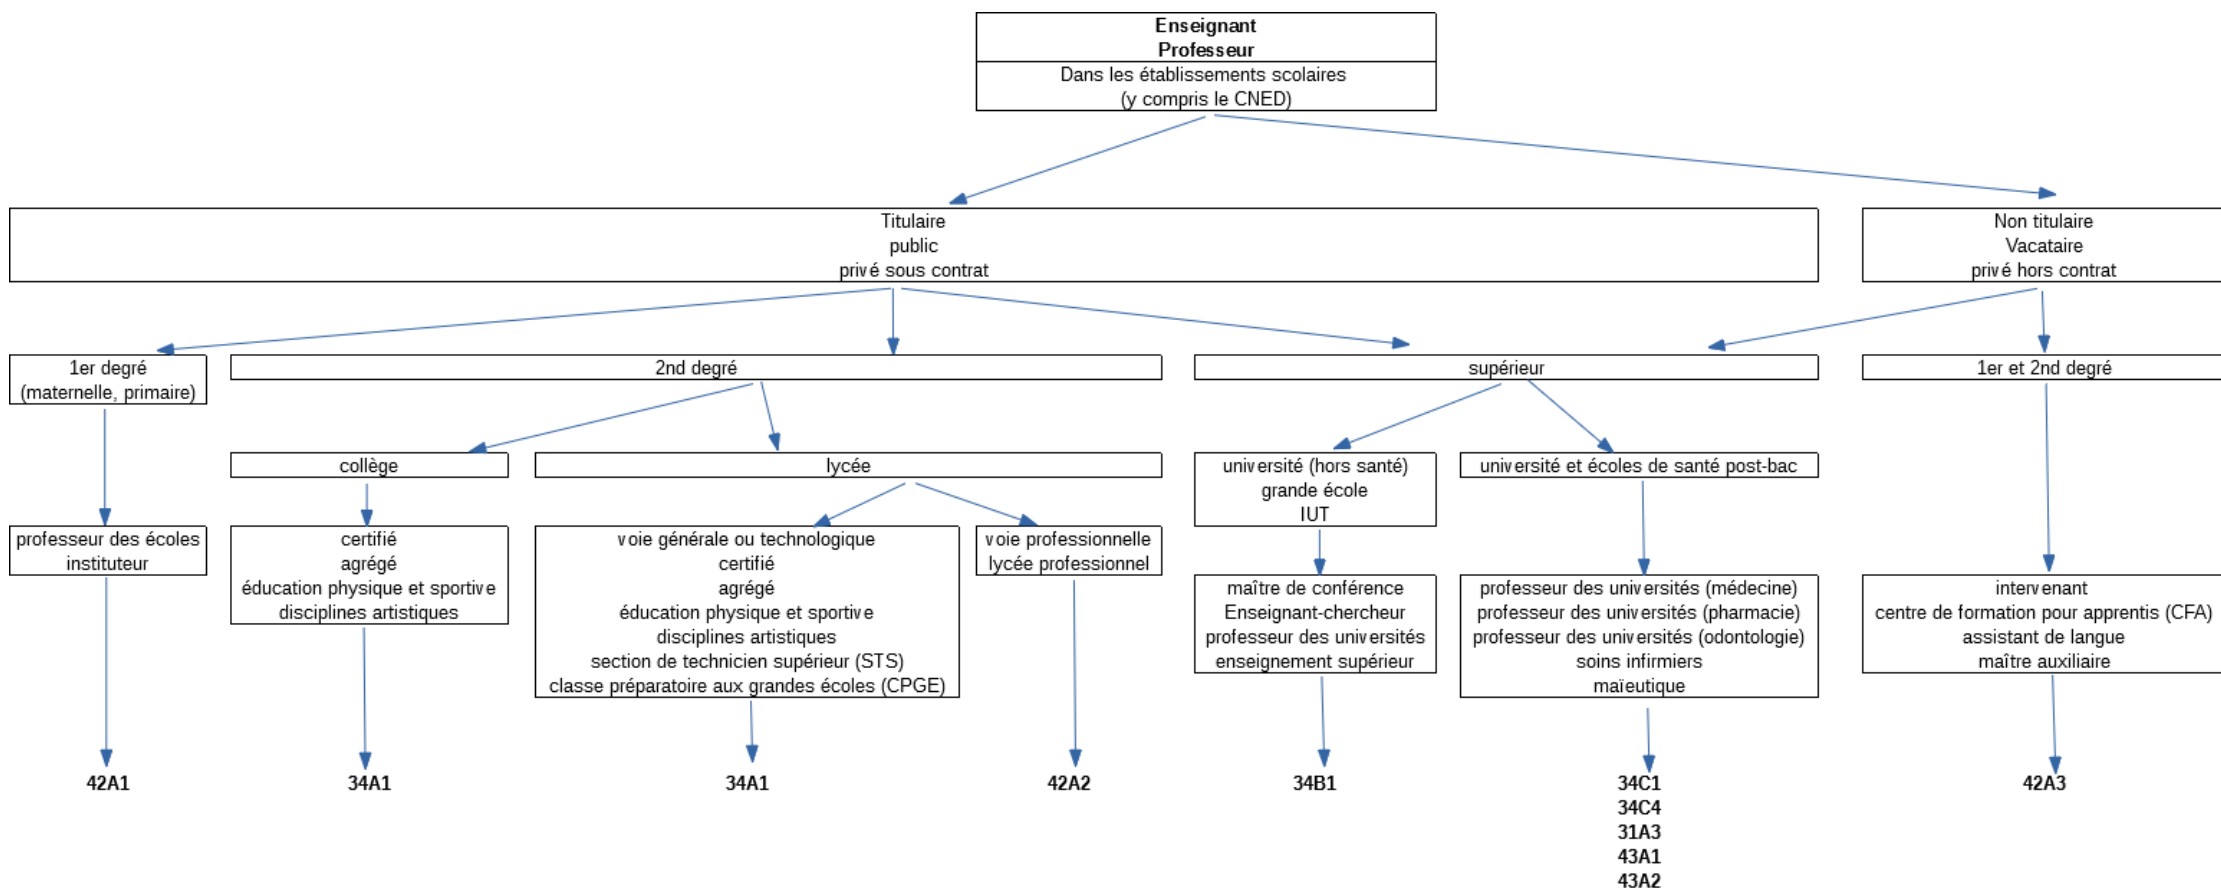 Enseignant
Professeur
Dans les établissements scolaires
(y compris le CNED)
Titulaire
public
privé sous contrat
Non titulaire
Vacataire
privé hors contrat
1er degré
(maternelle, primaire)
2nd degré
supérieur
1er et 2nd degré
collège
lycée
université (hors santé)
grande école
IUT
université et écoles de santé post-bac
professeur des écoles
instituteur
certifié
agrégé
éducation physique et sportive
disciplines artistiques
voie générale ou technologique
certifié
agrégé
éducation physique et sportive
disciplines artistiques
section de technicien supérieur (STS)
classe préparatoire aux grandes écoles (CPGE)
voie professionnelle
lycée professionnel
maître de conférence
Enseignant-chercheur
professeur des universités
enseignement supérieur
professeur des universités (médecine)
professeur des universités (pharmacie)
professeur des universités (odontologie)
soins infirmiers
maïeutique
intervenant
centre de formation pour apprentis (CFA)
assistant de langue
maître auxiliaire
42A1
34A1
34A1
42A2
34B1
34C1
34C4
31A3
43A1
43A2
42A3